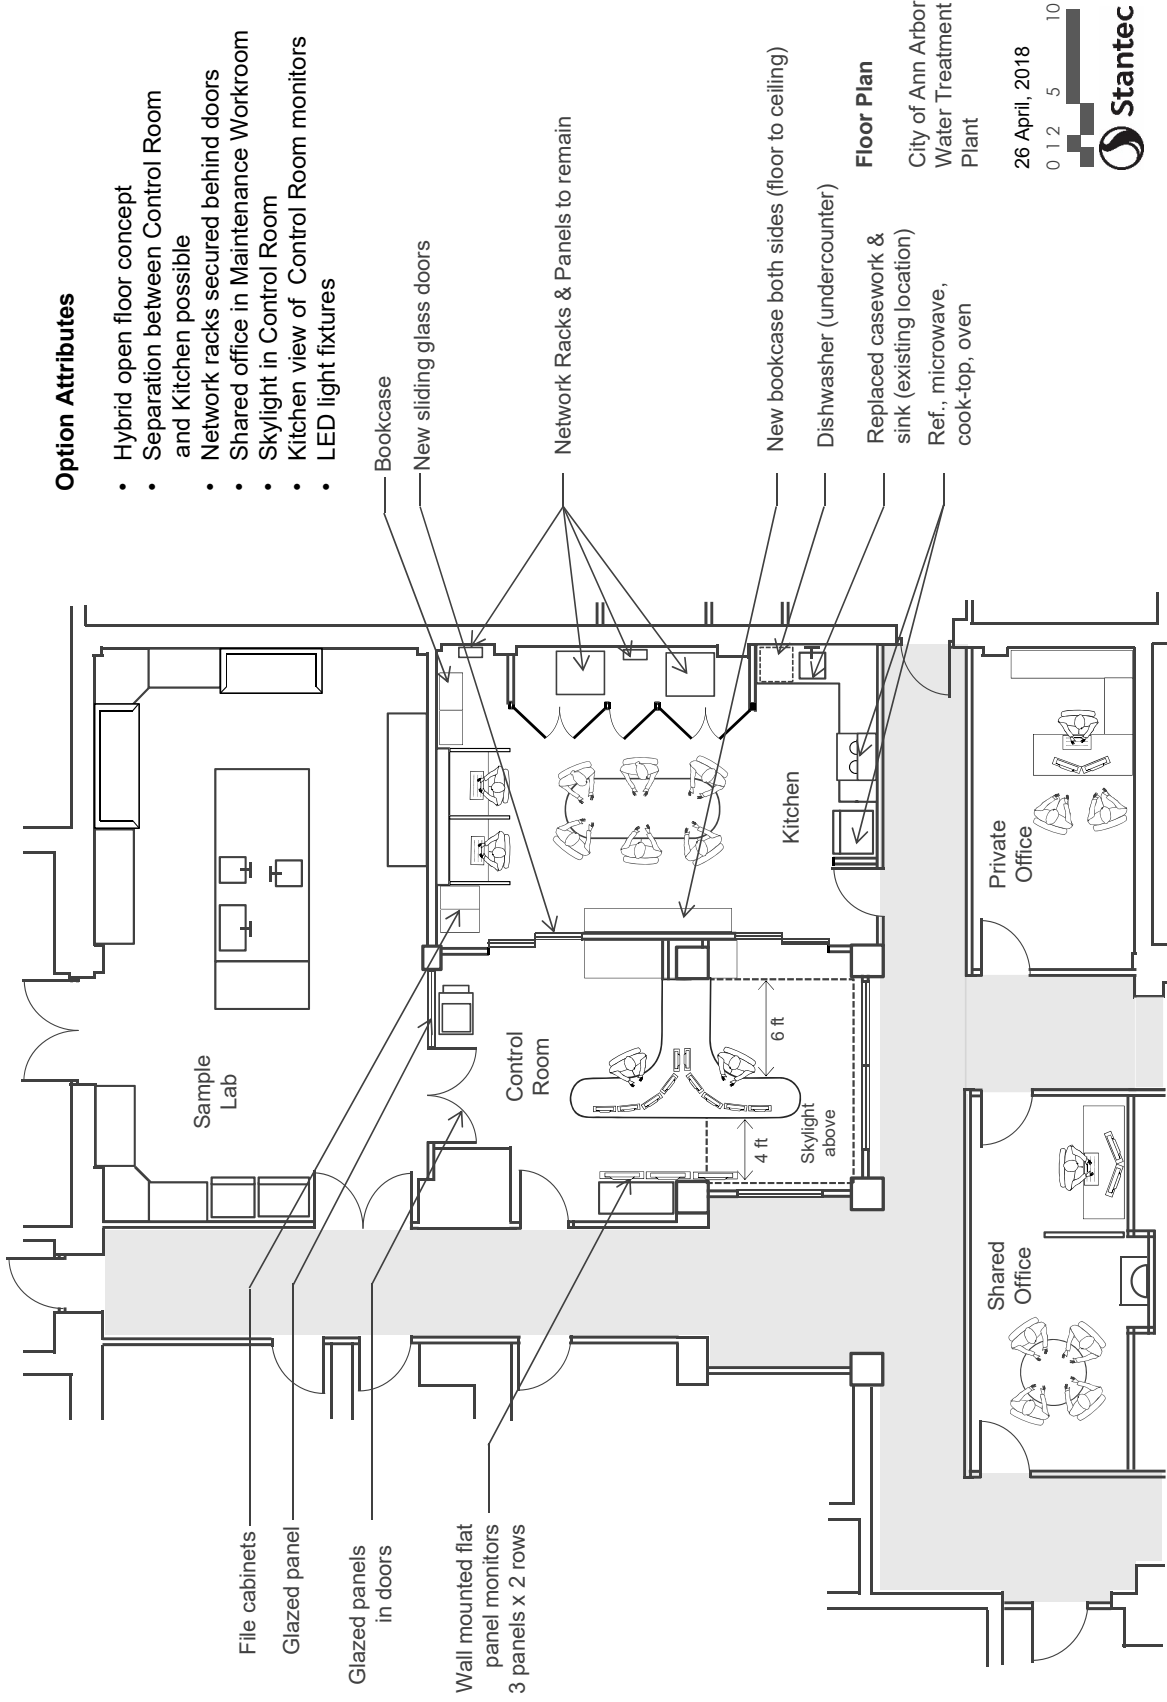 Option Attributes
• Hybrid open floor concept
• Separation between Control Room
and Kitchen possible
• Network racks secured behind doors
• Shared office in Maintenance Workroom
• Skylight in Control Room
• Kitchen view of Control Room monitors
• LED light fixtures
Bookcase
New sliding glass doors
Network Racks & Panels to remain
New bookcase both sides (floor to ceiling)
Dishwasher (undercounter)
Replaced casework &
sink (existing location)
Ref., microwave,
cook-top, oven
File cabinets
Glazed panel
Glazed panels
in doors
Wall mounted flat
panel monitors
3 panels x 2 rows
Sample
Lab
Control
Room
Kitchen
6 ft
4 ft
Skylight
above
Shared
Office
Private
Office
Floor Plan
City of Ann Arbor
Water Treatment
Plant
26 April, 2018
0 1 2 5 10
Stantec